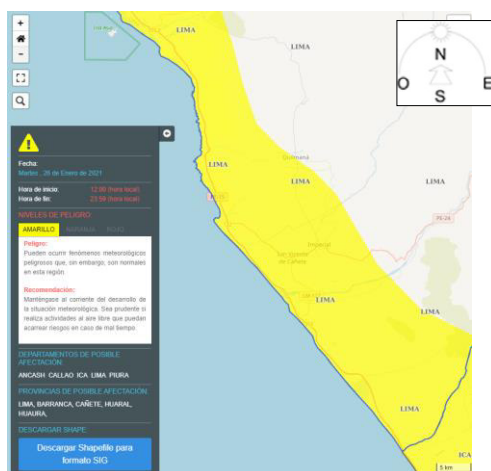 LIMA
LIMA
N
O
E
S
LIMA
LIMA
LIMA
Fecha:
Martes , 26 de Enero de 2021
Hora de inicio: 12:00 (hora local)
Hora de fin: 23:59 (hora local)
NIVELES DE PELIGRO
AMARILLO NARANJA ROJO
Peligro:
Pueden ocurrir fenómenos meteorológicos
peligrosos que, sin embargo, son normales
en esta región.
Recomendación:
Manténgase al corriente del desarrollo de
la situación meteorológica. Sea prudente si
realiza actividades al aire libre que puedan
acarrear riesgos en caso de mal tiempo.
LIMA
DEPARTAMENTOS DE POSIBLE
AFECTACIÓN:
ANCASH CALLAO ICA LIMA PIURA
PROVINCIAS DE POSIBLE AFECTACIÓN:
LIMA, BARRANCA, CAÑETE, HUARAL,
HUAURA,
LIMA
DESCARGAR SHAPE:
Descargar Shapefile para
formato SIG
ICA
5 km